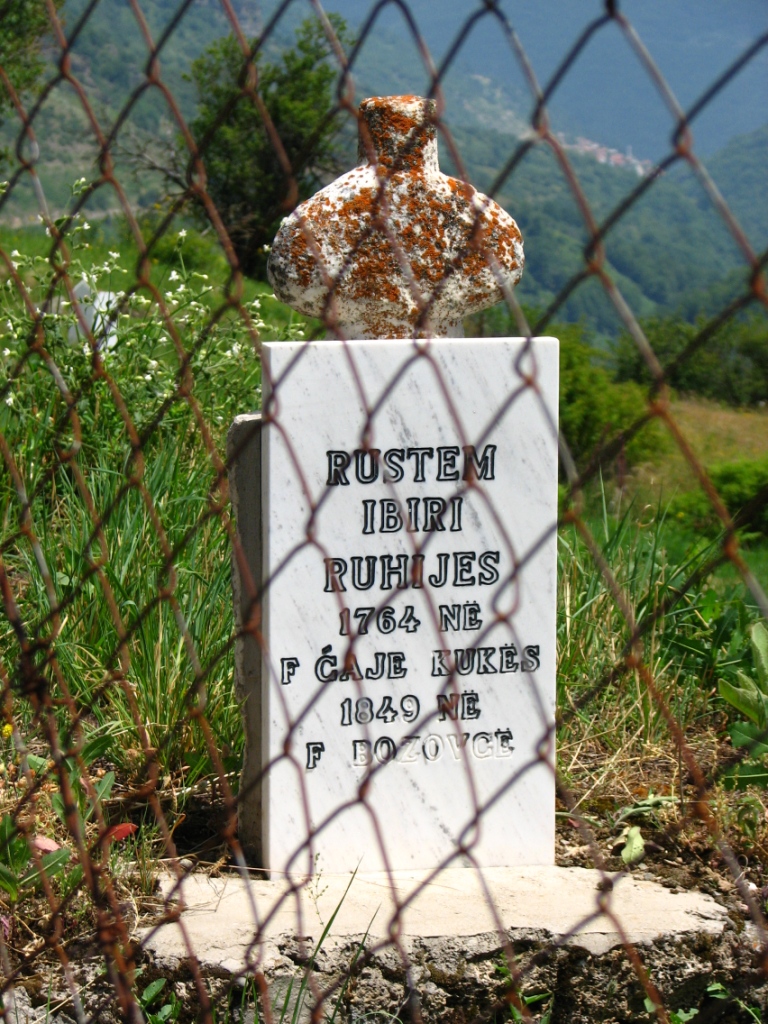 RUSTEM
IBIRI
RUHIJES
1764 NË
F ĆAJE KUKËS
1849 NË
F BOZOVCË